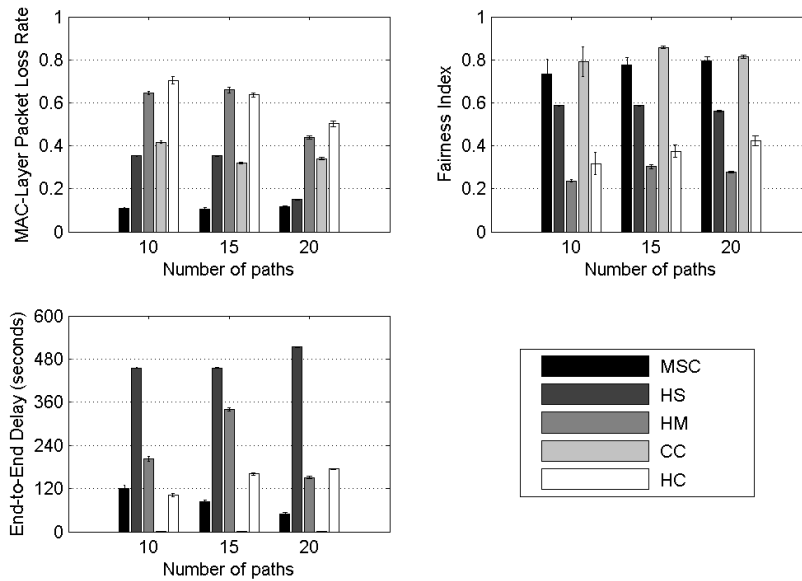 MAC-Layer Packet Loss Rate
1
0.8
0.6
0.4
0.2
0
10 15 20
Number of paths
Fairness Index
1
0.8
0.6
0.4
0.2
0
10 15 20
Number of paths
End-to-End Delay (seconds)
600
480
360
240
120
0
10 15 20
Number of paths
MSC
HS
HM
CC
HC